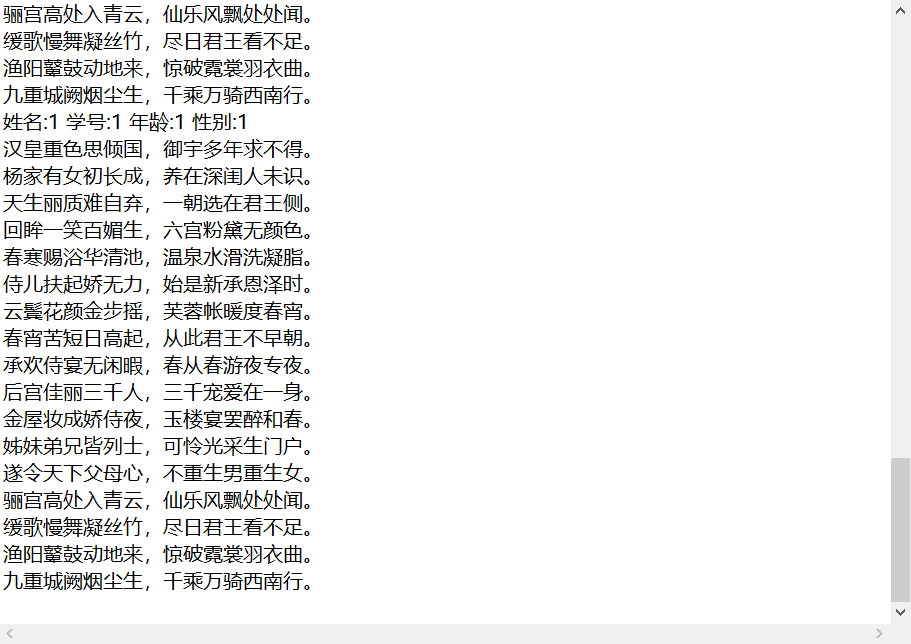 骊宫高处入青云，仙乐风飘处处闻。
缓歌慢舞凝丝竹，尽日君王看不足。
渔阳鼙鼓动地来，惊破霓裳羽衣曲。
九重城阙烟尘生，千乘万骑西南行。
姓名:1 学号:1 年龄:1 性别:1
汉皇重色思倾国，御宇多年求不得。
杨家有女初长成，养在深闺人未识。
天生丽质难自弃，一朝选在君王侧。
回眸一笑百媚生，六宫粉黛无颜色。
春寒赐浴华清池，温泉水滑洗凝脂。
侍儿扶起娇无力，始是新承恩泽时。
云鬓花颜金步摇，芙蓉帐暖度春宵。
春宵苦短日高起，从此君王不早朝。
承欢侍宴无闲暇，春从春游夜专夜。
后宫佳丽三千人，三千宠爱在一身。
金屋妆成娇侍夜，玉楼宴罢醉和春。
姊妹弟兄皆列士，可怜光采生门户。
遂令天下父母心，不重生男重生女。
骊宫高处入青云，仙乐风飘处处闻。
缓歌慢舞凝丝竹，尽日君王看不足。
渔阳鼙鼓动地来，惊破霓裳羽衣曲。
九重城阙烟尘生，千乘万骑西南行。